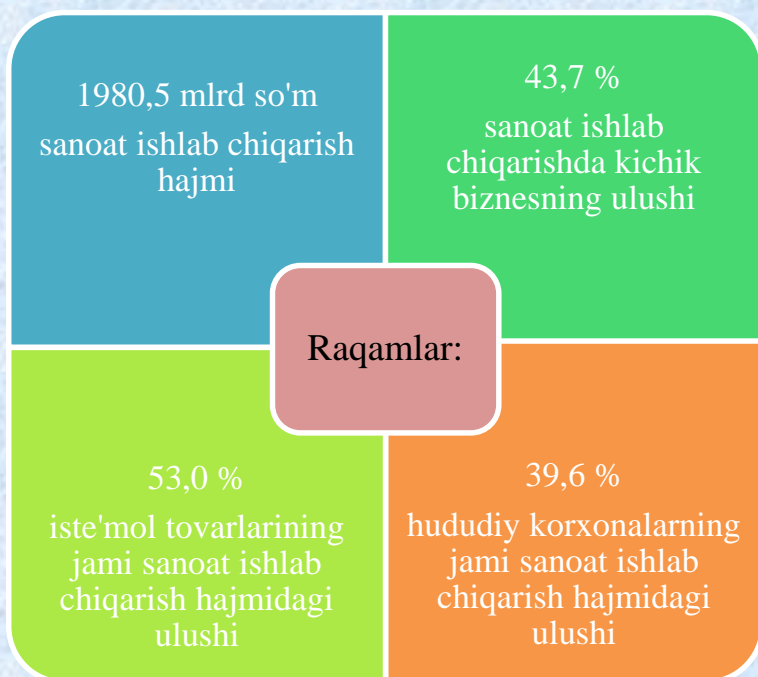 1980,5 mlrd so'm
sanoat ishlab chiqarish
hajmi
43,7 %
sanoat ishlab
chiqarishda kichik
biznesning ulushi
Raqamlar:
53,0 %
iste'mol tovarlarining
jami sanoat ishlab
chiqarish hajmidagi
ulushi
39,6 %
hududiy korxonalarning
jami sanoat ishlab
chiqarish hajmidagi
ulushi